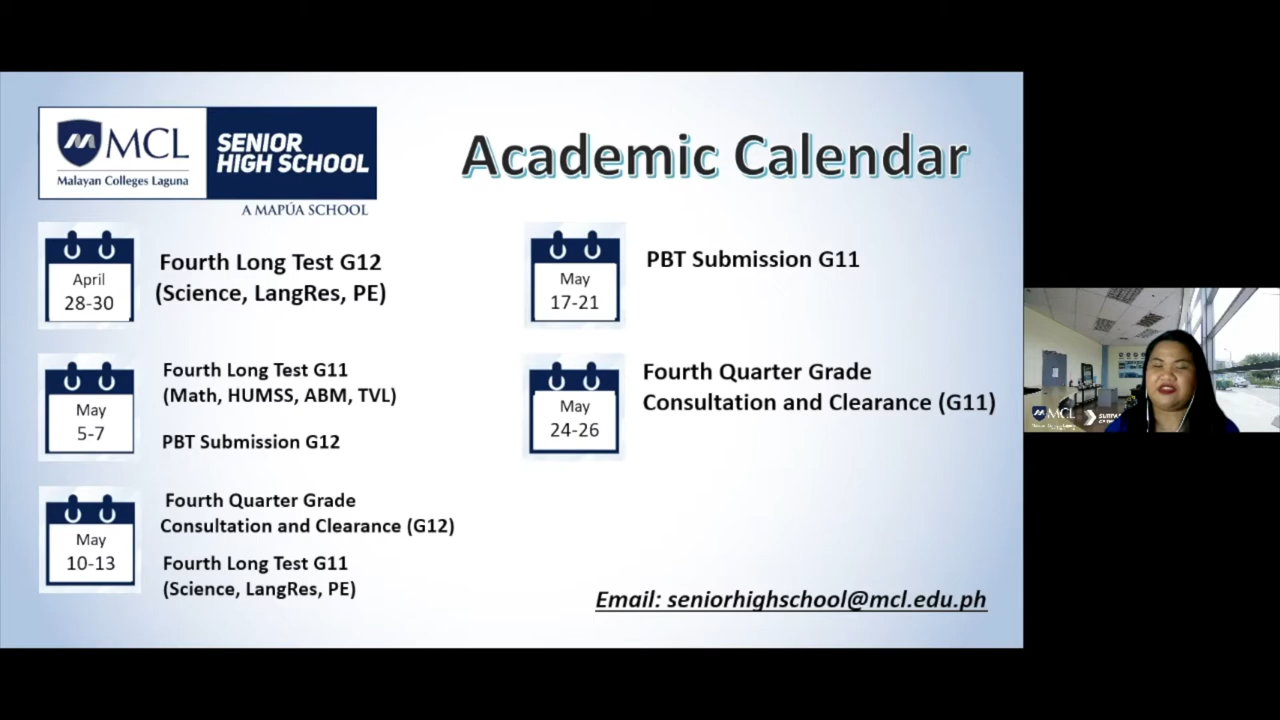 MCL
Malayan Colleges Laguna
SENIOR
HIGH SCHOOL
A MAPÚA SCHOOL
Academic Calendar
April
28-30
Fourth Long Test G12
(Science, LangRes, PE)
May
5-7
Fourth Long Test G11
(Math, HUMSS, ABM, TVL)
PBT Submission G12
May
10-13
Fourth Quarter Grade
Consultation and Clearance (G12)
Fourth Long Test G11
(Science, LangRes, PE)
May
17-21
PBT Submission G11
May
24-26
Fourth Quarter Grade
Consultation and Clearance (G11)
Email: seniorhighschool@mcl.edu.ph
MCL